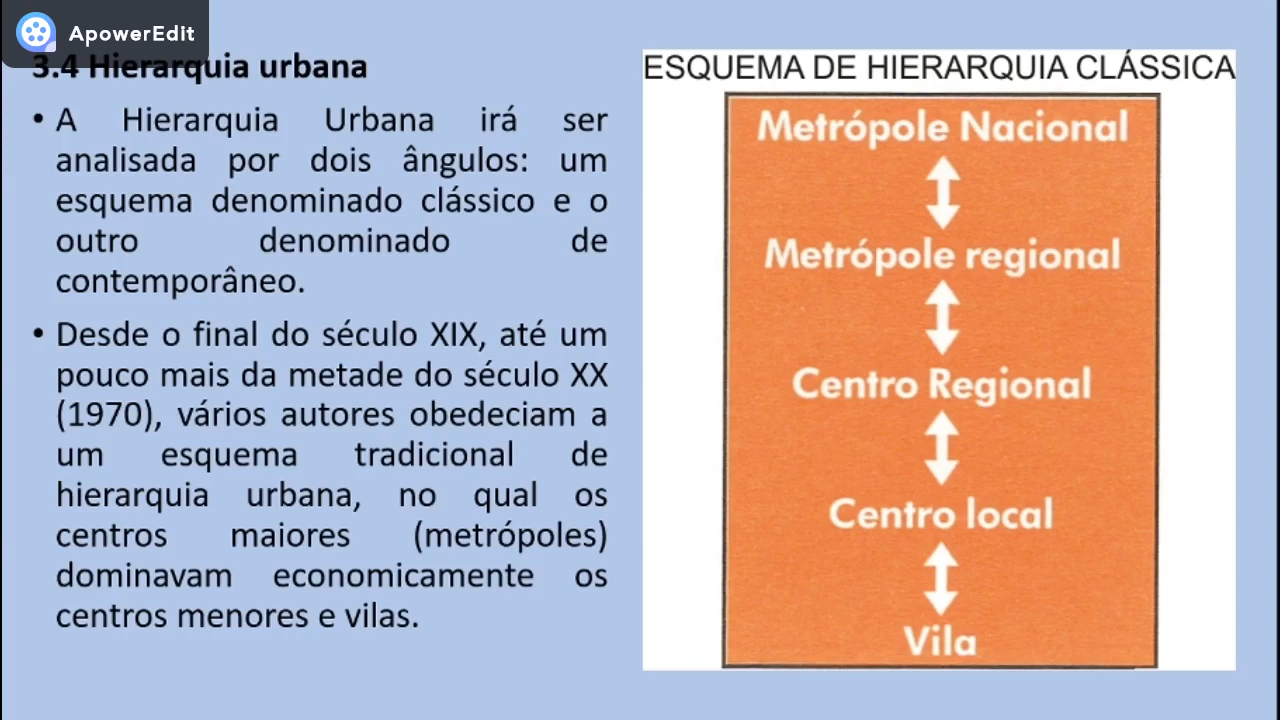 ApowerEdit
3.4 Hierarquia urbana
• A Hierarquia Urbana irá ser
analisada por dois ângulos: um
esquema denominado clássico e o
outro denominado de
contemporâneo.
• Desde o final do século XIX, até um
pouco mais da metade do século XX
(1970), vários autores obedeciam a
um esquema tradicional de
hierarquia urbana, no qual os
centros maiores (metrópoles)
dominavam economicamente os
centros menores e vilas.
ESQUEMA DE HIERARQUIA CLÁSSICA
Metrópole Nacional
Metrópole regional
Centro Regional
Centro local
Vila